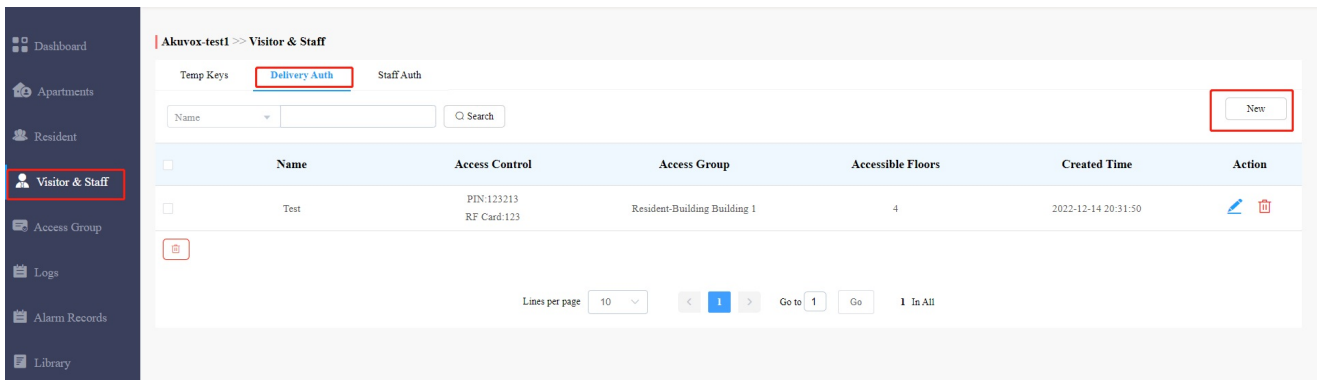 Dashboard
Apartments
Resident
Visitor & Staff
Access Group
Logs
Alarm Records
Library
Akuvox-test1 >> Visitor & Staff
Temp Keys Delivery Auth Staff Auth
Name Search New
Name Access Control Access Group Accessible Floors Created Time Action
Test PIN:123213 Resident-Building Building 1 4 2022-12-14 20:31:50
RF Card:123
Lines per page 10 < 1 > Go to 1 Go 1 In All